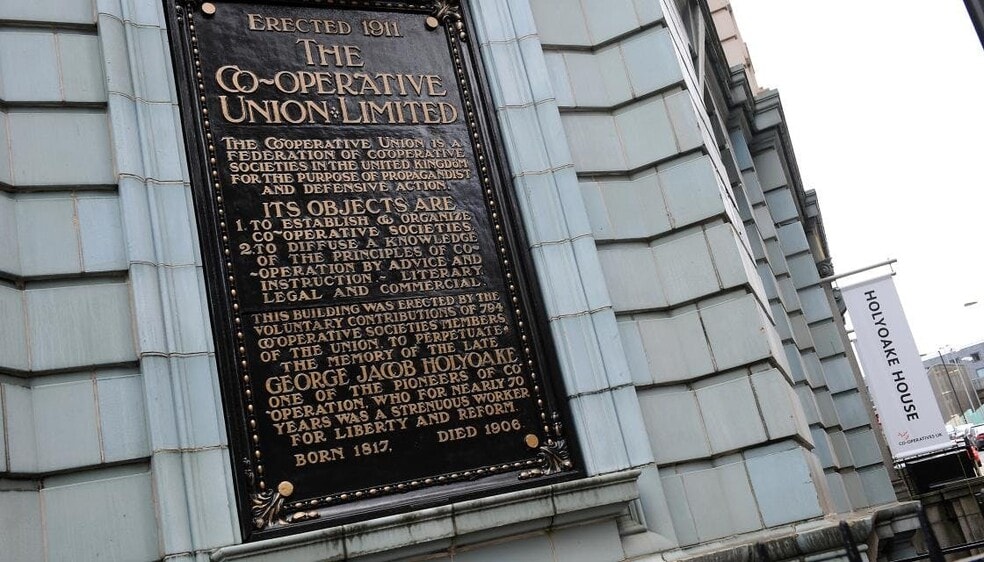 ERECTED 1911
THE
CO-OPERATIVE
UNION: LIMITED
THE COOPERATIVE UNION IS A
FEDERATION OF COOPERATIVE
SOCIETIES IN THE UNITED KINGDOM
FOR THE PURPOSE OF PROPAGANDIST
AND DEFENSIVE ACTION.
ITS OBJECTS ARE
1. TO ESTABLISH & ORGANIZE
CO-OPERATIVE SOCIETIES.
2. TO DIFFUSE A KNOWLEDGE
OF THE PRINCIPLES OF CO-
-OPERATION BY ADVICE AND
INSTRUCTION - LITERARY
LEGAL AND COMMERCIAL.
THIS BUILDING WAS ERECTED BY THE
VOLUNTARY CONTRIBUTIONS OF 794
COOPERATIVE SOCIETIES MEMBERS
OF THE UNION, TO PERPETUATE
THE MEMORY OF THE LATE
GEORGE JACOB HOLYOAKE
ONE OF THE PIONEERS OF CO
OPERATION, WHO FOR NEARLY 70
YEARS WAS A STRENUOUS WORKER
FOR LIBERTY AND REFORM.
BORN 1817. DIED 1906.
HOLYOAKE HOUSE
CO-OPERATIVES UK